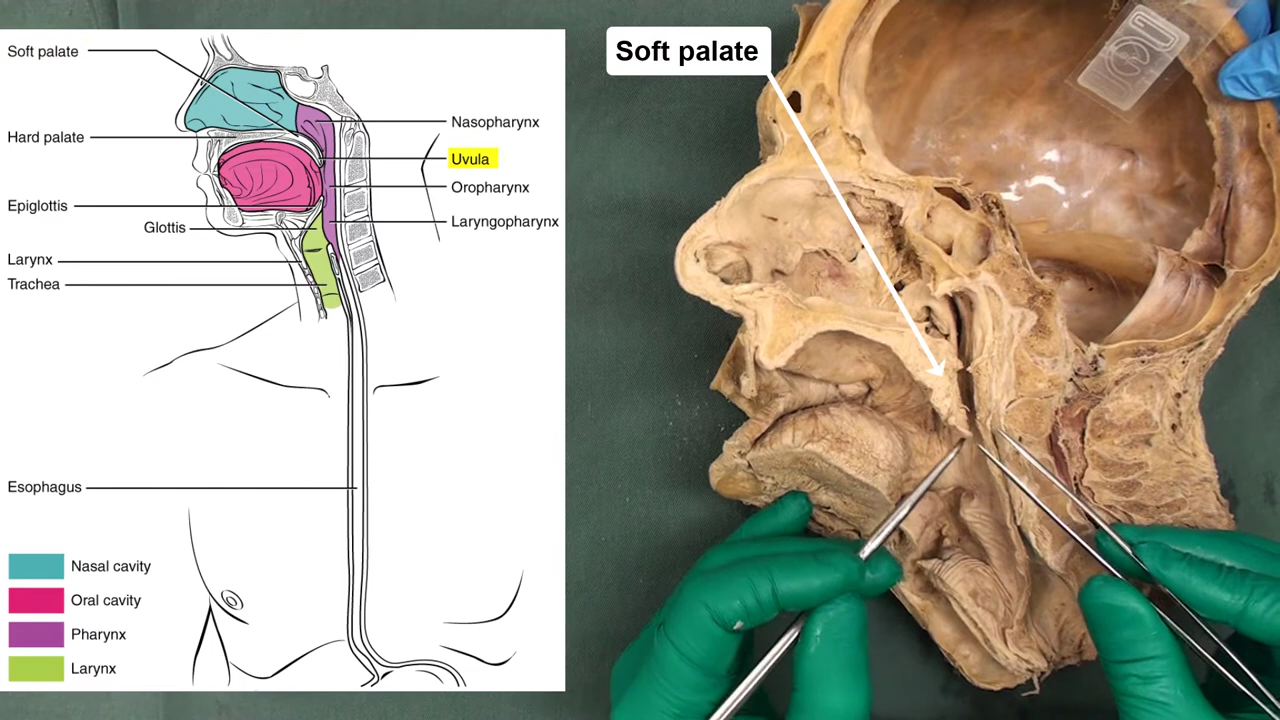 Soft palate
Hard palate
Epiglottis
Glottis
Larynx
Trachea
Esophagus
Nasopharynx
Uvula
Oropharynx
Laryngopharynx
Nasal cavity
Oral cavity
Pharynx
Larynx
Soft palate